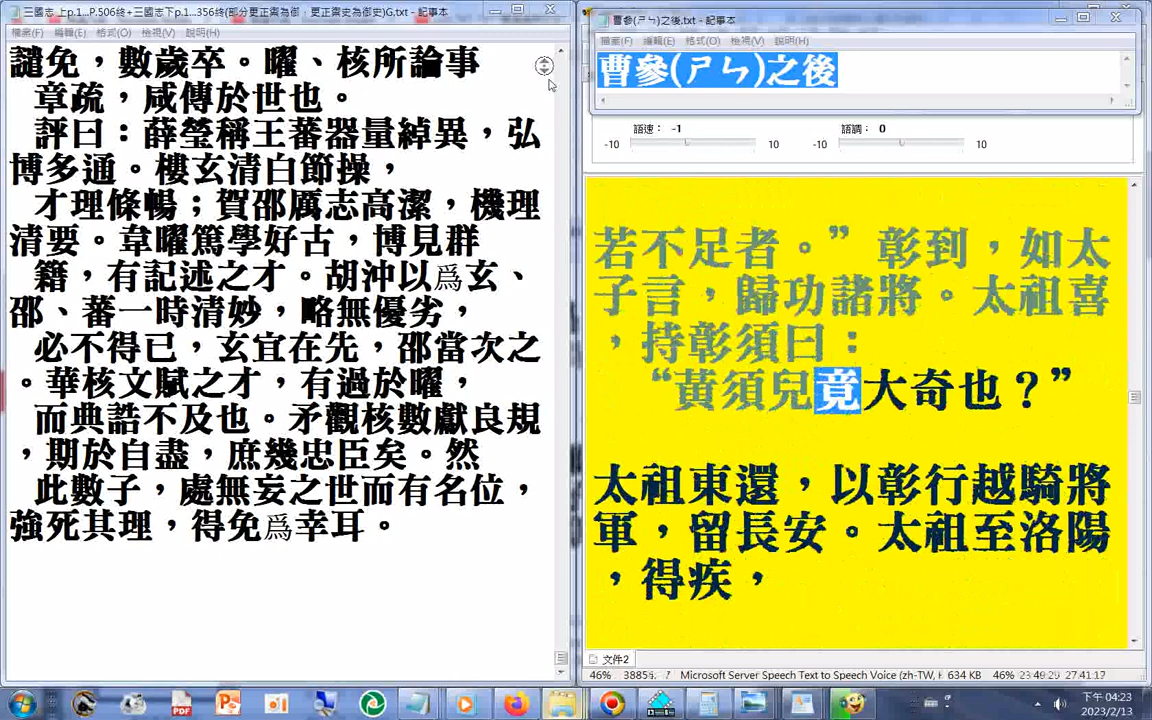 三國志 上p.1...P.506终+三國志下p.1...356終(部分更正禦為御，更正禦史為御史)G.txt - 記事本
檔案(F) 編輯(E) 格式(O) 檢視(V) 說明(H)
譴免，數歲卒。曜、核所論事
章疏，咸傳於世也。
評曰：薛瑩稱王蕃器量綽異，弘
博多通。樓玄清白節操，
才理條暢；賀邵厲志高潔，機理
清要。韋曜篤學好古，博見群
籍，有記述之才。胡沖以爲玄、
邵、蕃一時清妙，略無優劣，
必不得已，玄宜在先，邵當次之
。華核文賦之才，有過於曜，
而典誥不及也。矛觀核數獻良規
，期於自盡，庶幾忠臣矣。然
此數子，處無妄之世而有名位，
強死其理，得免爲幸耳。
曹參(ㄕㄣ)之後.txt - 記事本
檔案(F) 編輯(E) 格式(O) 檢視(V) 說明(H)
曹參(ㄕㄣ)之後
語速： -1 語調： 0
-10 10 -10 10
若不足者。”彰到，如太
子言，歸功諸將。太祖喜
，持彰須曰：
“黃須兒竟大奇也？”
太祖東還，以彰行越騎將
軍，留長安。太祖至洛陽
，得疾，
文件2
Microsoft Server Speech Text to Speech Voice (zh-TW, H 634 KB 46% 23:49:29 27:41:17
下午 04:23
2023/2/13